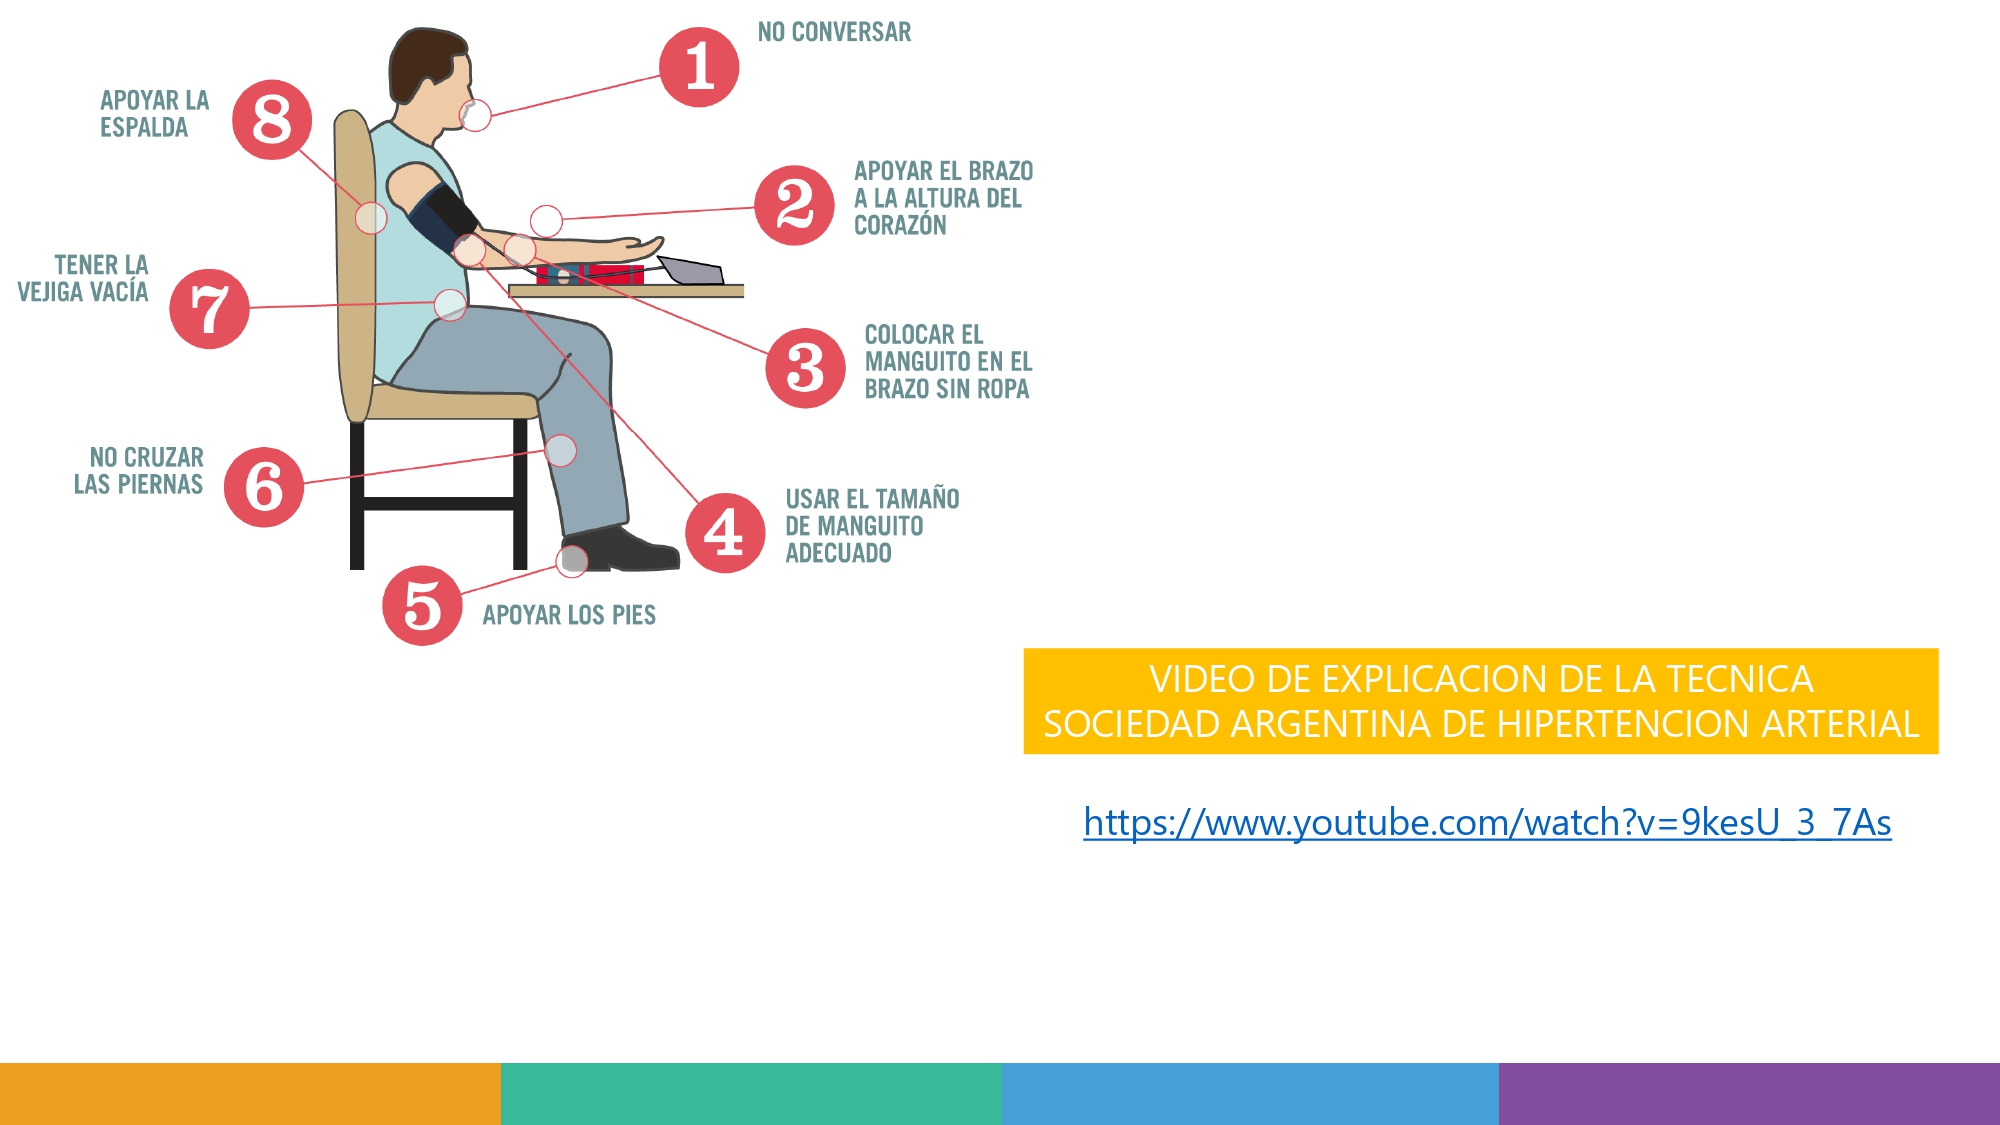 1
NO CONVERSAR
2
APOYAR EL BRAZO
A LA ALTURA DEL
CORAZÓN
3
COLOCAR EL
MANGUITO EN EL
BRAZO SIN ROPA
4
USAR EL TAMAÑO
DE MANGUITO
ADECUADO
5
APOYAR LOS PIES
6
NO CRUZAR
LAS PIERNAS
7
TENER LA
VEJIGA VACÍA
8
APOYAR LA
ESPALDA
VIDEO DE EXPLICACION DE LA TECNICA
SOCIEDAD ARGENTINA DE HIPERTENCION ARTERIAL
https://www.youtube.com/watch?v=9kesU_3_7As